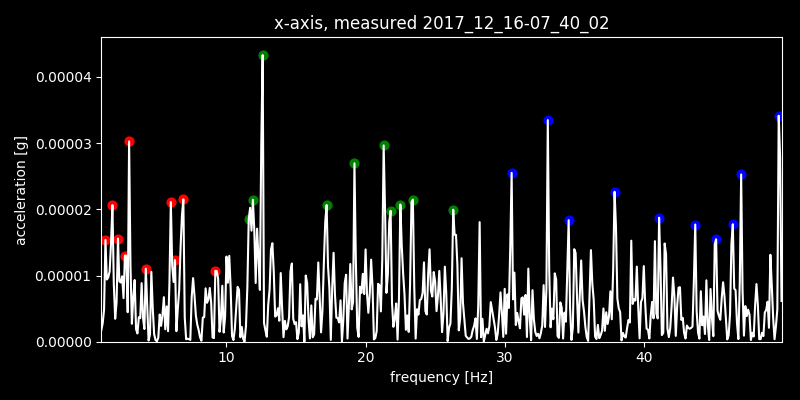 x-axis, measured 2017_12_16-07_40_02
acceleration [g]
0.00004
0.00003
0.00002
0.00001
0.00000
10 20 30 40
frequency [Hz]